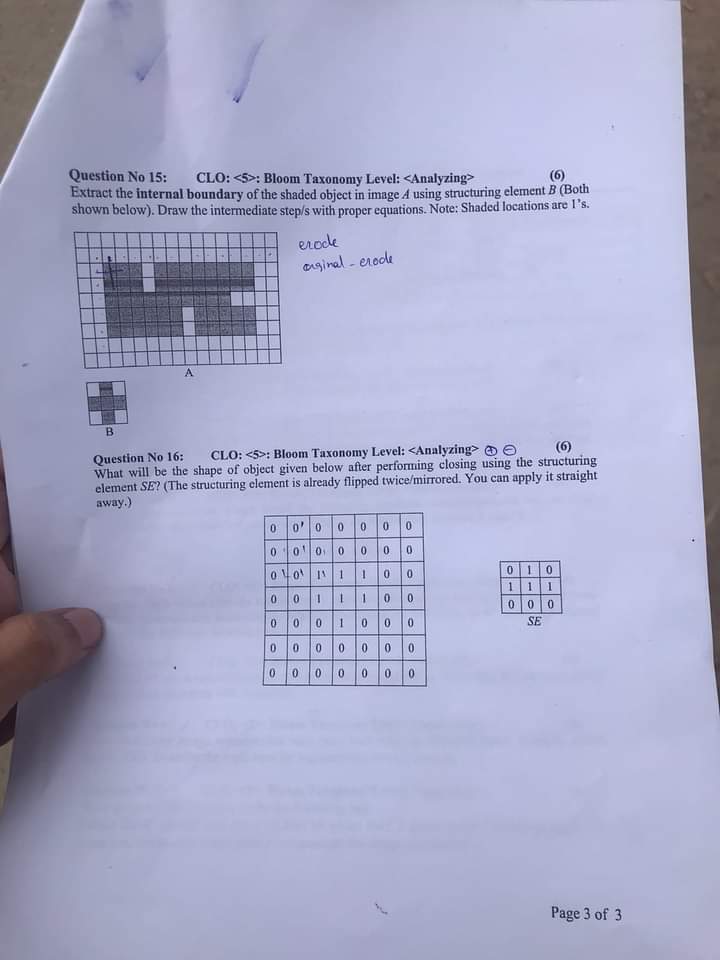 Question No 15: CLO: <5>: Bloom Taxonomy Level: <Analyzing> (6)
Extract the internal boundary of the shaded object in image A using structuring element B (Both
shown below). Draw the intermediate step/s with proper equations. Note: Shaded locations are 1's.
erode
orginal - erode
A
B
Question No 16: CLO: <5>: Bloom Taxonomy Level: <Analyzing> ⊕ ⊖ (6)
What will be the shape of object given below after performing closing using the structuring
element SE? (The structuring element is already flipped twice/mirrored. You can apply it straight
away.)
0 0 0 0 0 0 0
0 0 0 0 0 0 0
0 0 1 1 1 0 0
0 0 1 1 1 0 0
0 0 0 1 0 0 0
0 0 0 0 0 0 0
0 0 0 0 0 0 0
0 1 0
1 1 1
0 0 0
SE
Page 3 of 3